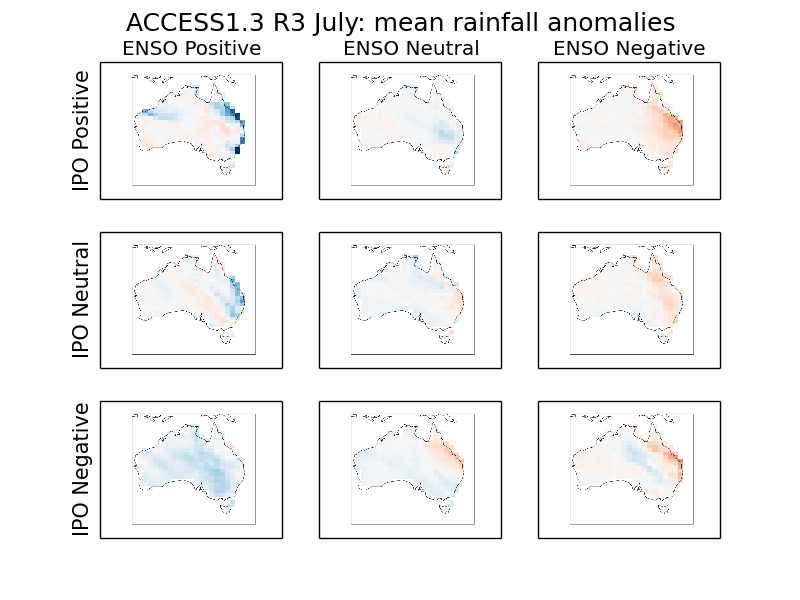 ACCESS1.3 R3 July: mean rainfall anomalies
ENSO Positive
ENSO Neutral
ENSO Negative
IPO Positive
IPO Neutral
IPO Negative